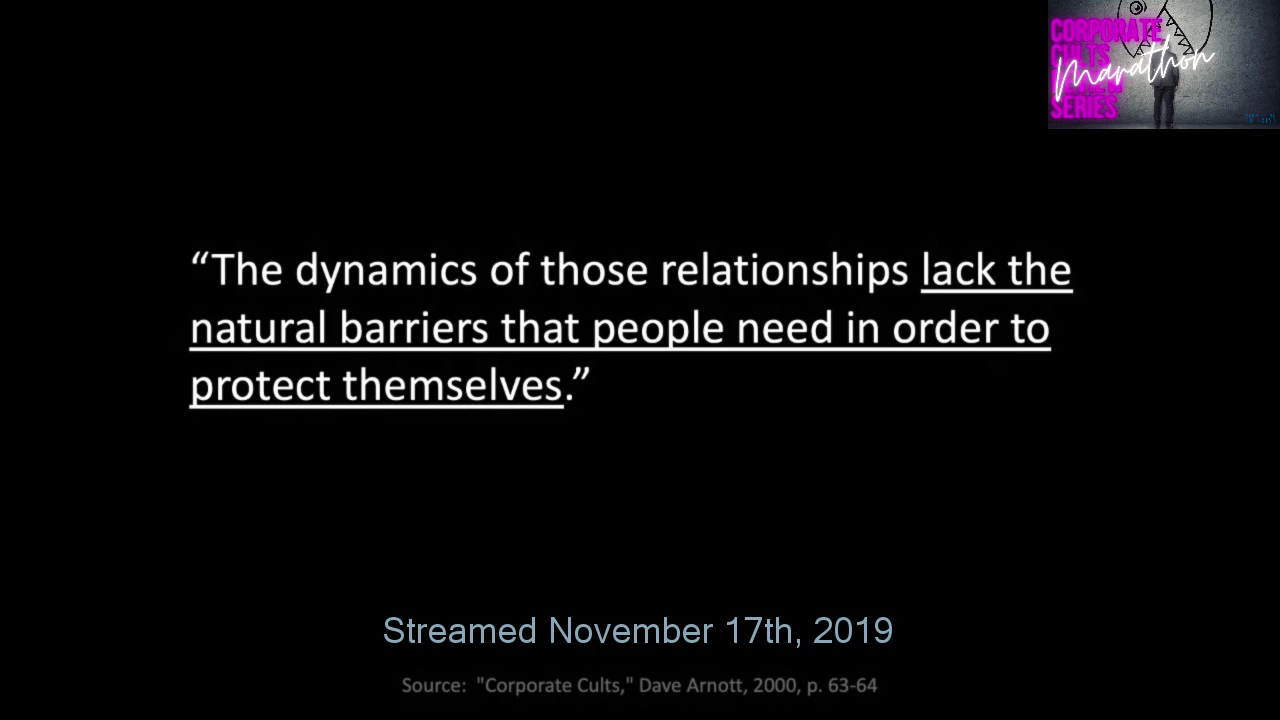 CORPORATE
CULTS
Marathon
SERIES
“The dynamics of those relationships lack the
natural barriers that people need in order to
protect themselves.”
Streamed November 17th, 2019
Source: "Corporate Cults," Dave Arnott, 2000, p. 63-64